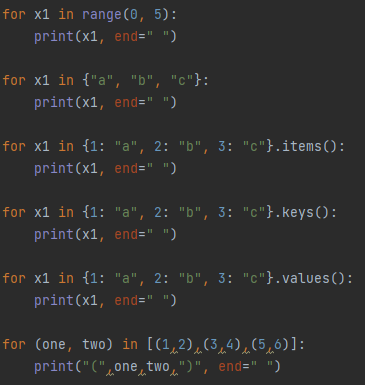 for x1 in range(0, 5):
    print(x1, end=" ")
for x1 in {"a", "b", "c"}:
    print(x1, end=" ")
for x1 in {1: "a", 2: "b", 3: "c"}.items():
    print(x1, end=" ")
for x1 in {1: "a", 2: "b", 3: "c"}.keys():
    print(x1, end=" ")
for x1 in {1: "a", 2: "b", 3: "c"}.values():
    print(x1, end=" ")
for (one, two) in [(1,2),(3,4),(5,6)]:
    print("(",one,two,")", end=" ")